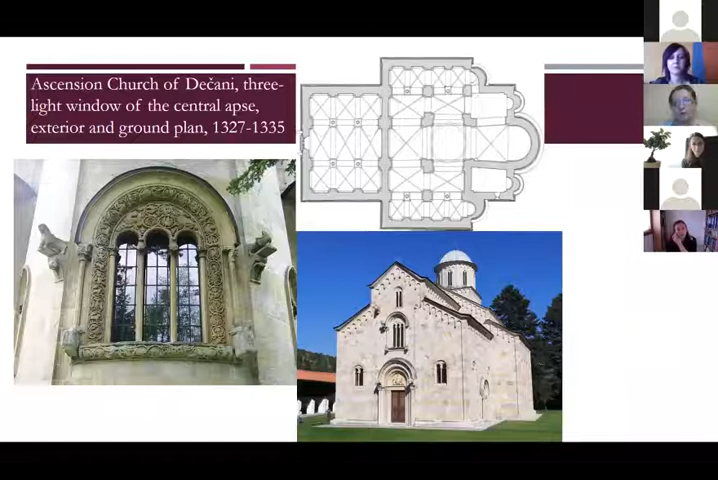 Ascension Church of Dečani, three-
light window of the central apse,
exterior and ground plan, 1327-1335